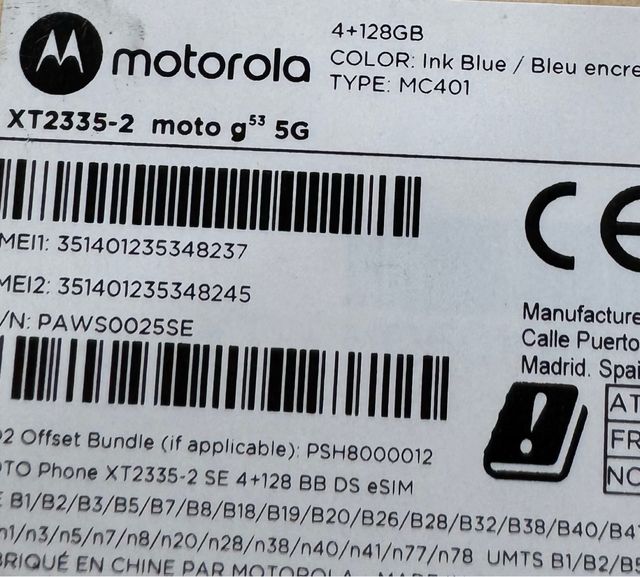 4+128GB
motorola COLOR: Ink Blue / Bleu encre
TYPE: MC401
XT2335-2 moto g53 5G
CE
MEI1: 351401235348237
MEI2: 351401235348245
/N: PAWS0025SE
Manufacture
Calle Puerto
Madrid. Spai
AT
FR
NO
2 Offset Bundle (if applicable): PSH8000012
OTO Phone XT2335-2 SE 4+128 BB DS eSIM
E B1/B2/B3/B5/B7/B8/B18/B19/B20/B26/B28/B32/B38/B40/B41
n1/n3/n5/n7/n8/n20/n28/n38/n40/n41/n77/n78 UMTS B1/B2/B5
BRIQUÉ EN CHINE PAR MOTOROLA